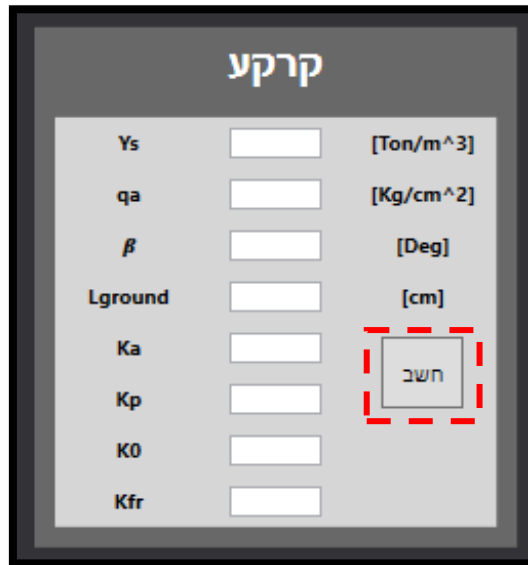 קרקע
Ys [Ton/m^3]
qa [Kg/cm^2]
β [Deg]
Lground [cm]
Ka
חשב
Kp
K0
Kfr